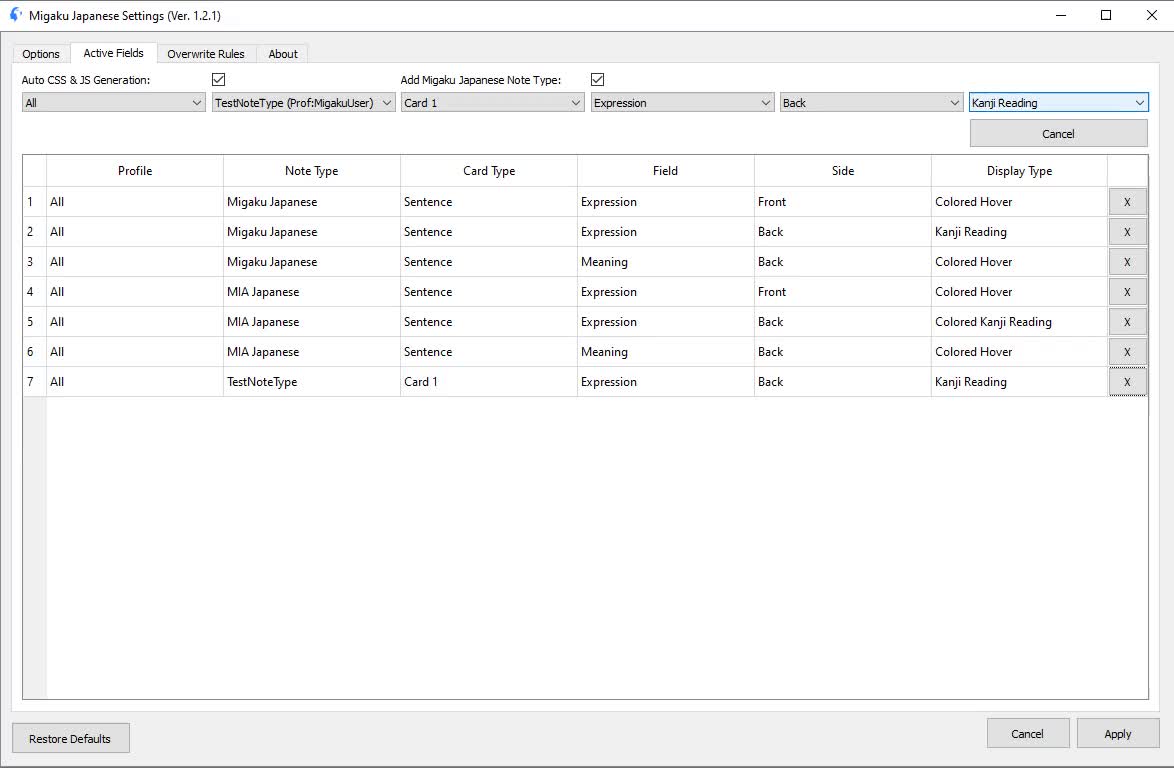 Migaku Japanese Settings (Ver. 1.2.1)
Options Active Fields Overwrite Rules About
Auto CSS & JS Generation: Add Migaku Japanese Note Type:
All TestNoteType (Prof:MigakuUser) Card 1 Expression Back Kanji Reading
Cancel
Profile Note Type Card Type Field Side Display Type
1 All Migaku Japanese Sentence Expression Front Colored Hover X
2 All Migaku Japanese Sentence Expression Back Kanji Reading X
3 All Migaku Japanese Sentence Meaning Back Colored Hover X
4 All MIA Japanese Sentence Expression Front Colored Hover X
5 All MIA Japanese Sentence Expression Back Colored Kanji Reading X
6 All MIA Japanese Sentence Meaning Back Colored Hover X
7 All TestNoteType Card 1 Expression Back Kanji Reading X
Restore Defaults Cancel Apply